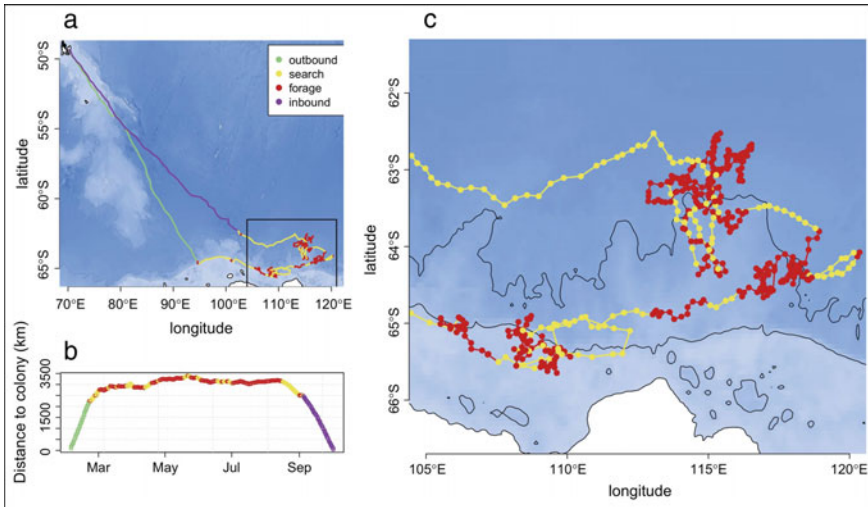 a
50°S
55°S
60°S
65°S
latitude
outbound
search
forage
inbound
70°E
80°E
90°E
100°E
110°E
120°E
longitude
b
Distance to colony (km)
0
1500
3500
Mar
May
Jul
Sep
c
62°S
63°S
64°S
65°S
66°S
latitude
105°E
110°E
115°E
120°E
longitude